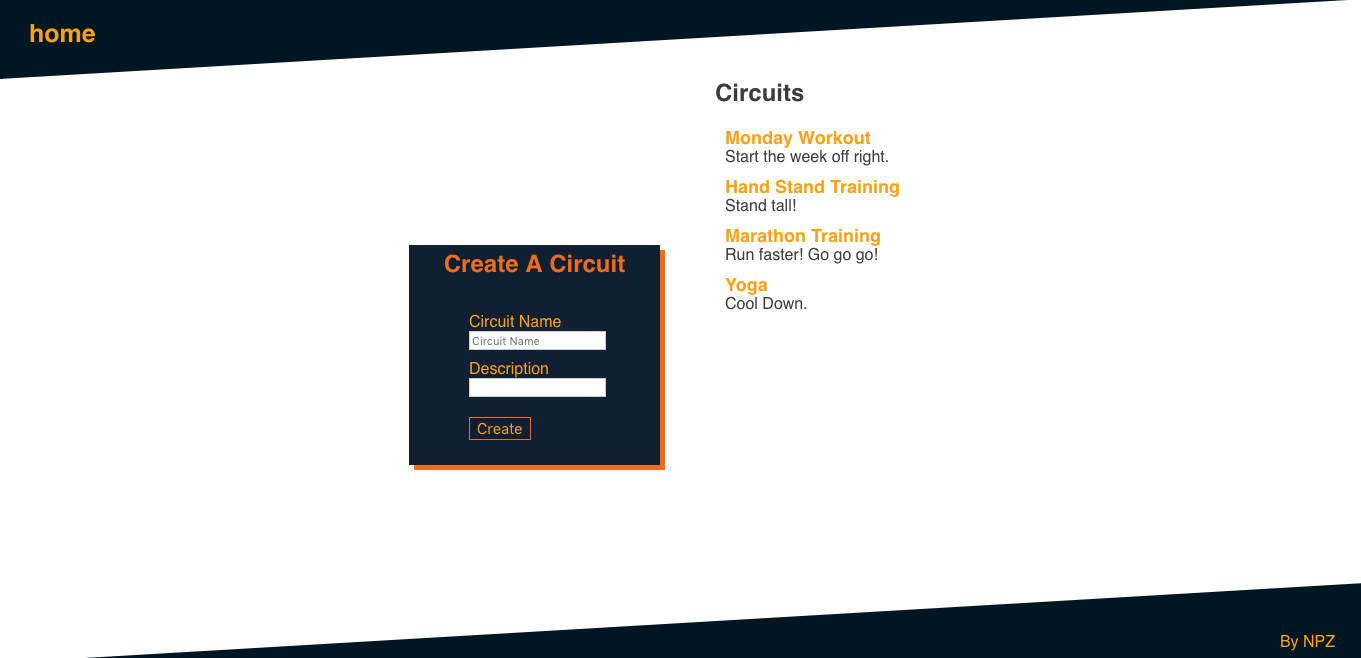 home
Circuits
Monday Workout
Start the week off right.
Hand Stand Training
Stand tall!
Marathon Training
Run faster! Go go go!
Yoga
Cool Down.
Create A Circuit
Circuit Name
Circuit Name
Description
Create
By NPZ